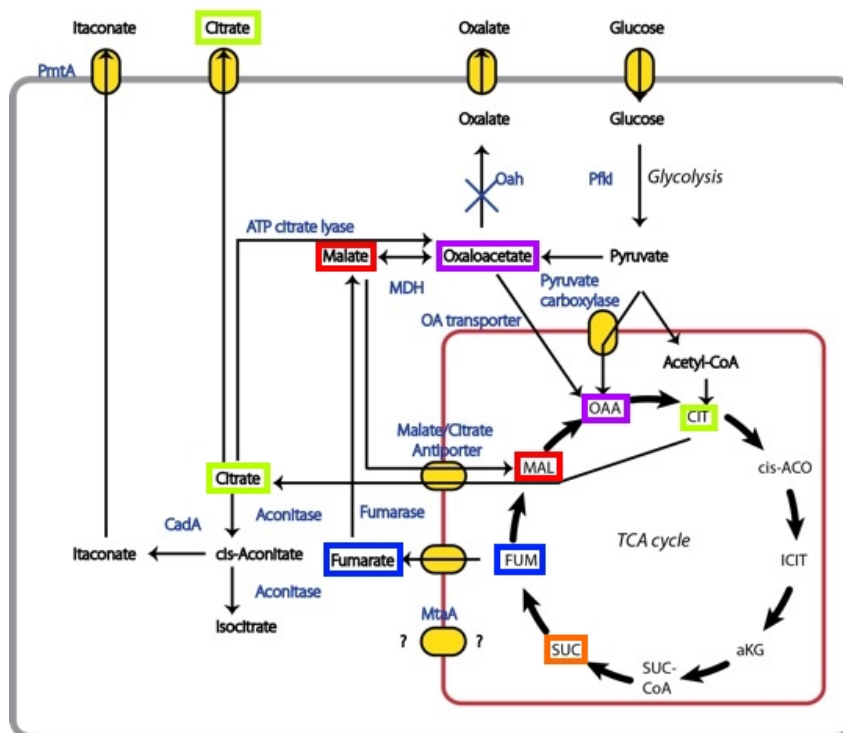 Itaconate Citrate Oxalate Glucose
PmtA
Oxalate Glucose
Oah PfkI Glycolysis
ATP citrate lyase
Malate Oxaloacetate Pyruvate
MDH Pyruvate
carboxylase
OA transporter
Acetyl-CoA
OAA CIT
Malate/Citrate
Antiporter
MAL cis-ACO
Citrate
CadA Aconitase Fumarase
TCA cycle
Itaconate cis-Aconitate Fumarate FUM ICIT
Aconitase
MtaA
Isocitrate
? ? SUC aKG
SUC-
CoA